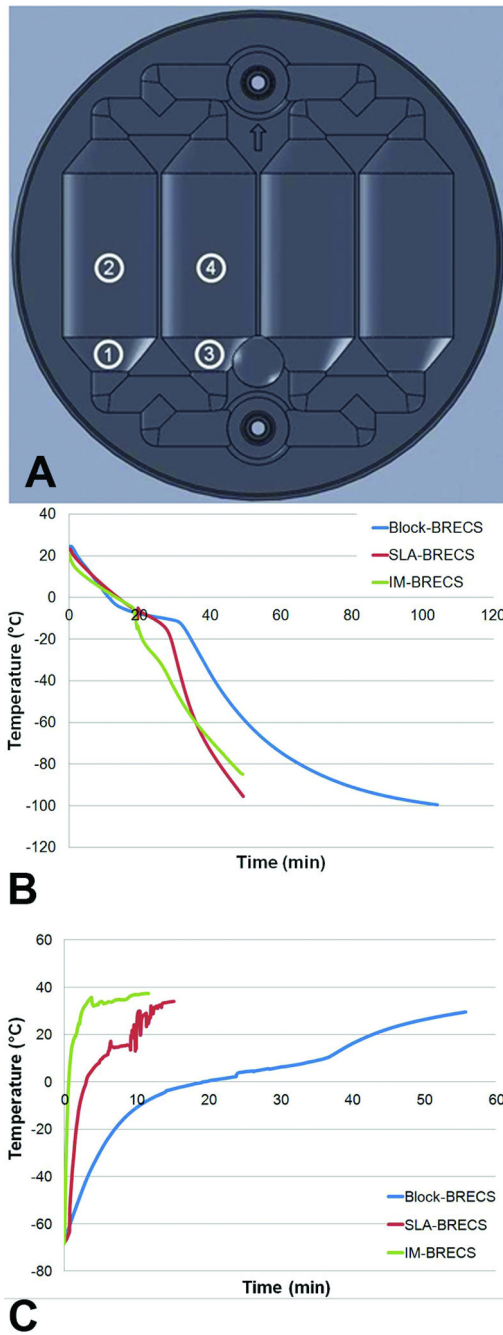 2
4
1
3
A
40
20
0
-20
-40
-60
-80
-100
-120
0 20 40 60 80 100 120
Temperature (°C)
Time (min)
Block-BRECS
SLA-BRECS
IM-BRECS
B
60
40
20
0
-20
-40
-60
-80
0 10 20 30 40 50 60
Temperature (°C)
Time (min)
Block-BRECS
SLA-BRECS
IM-BRECS
C